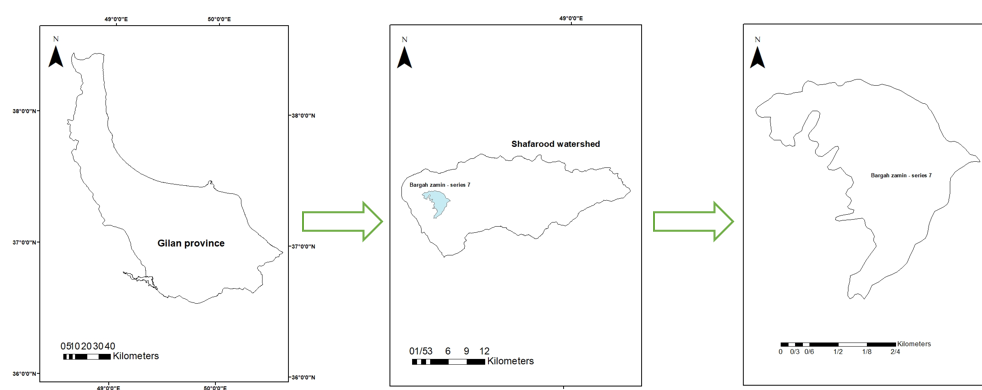 49°0'0"E
50°0'0"E
N
38°0'0"N
38°0'0"N
37°0'0"N
37°0'0"N
36°0'0"N
36°0'0"N
Gilan province
0510 20 30 40
Kilometers
49°0'0"E
50°0'0"E
49°0'0"E
N
Shafarood watershed
Bargah zamin - series 7
01/53 6 9 12
Kilometers
N
Bargah zamin - series 7
Kilometers
0 0/3 0/6 1/2 1/8 2/4